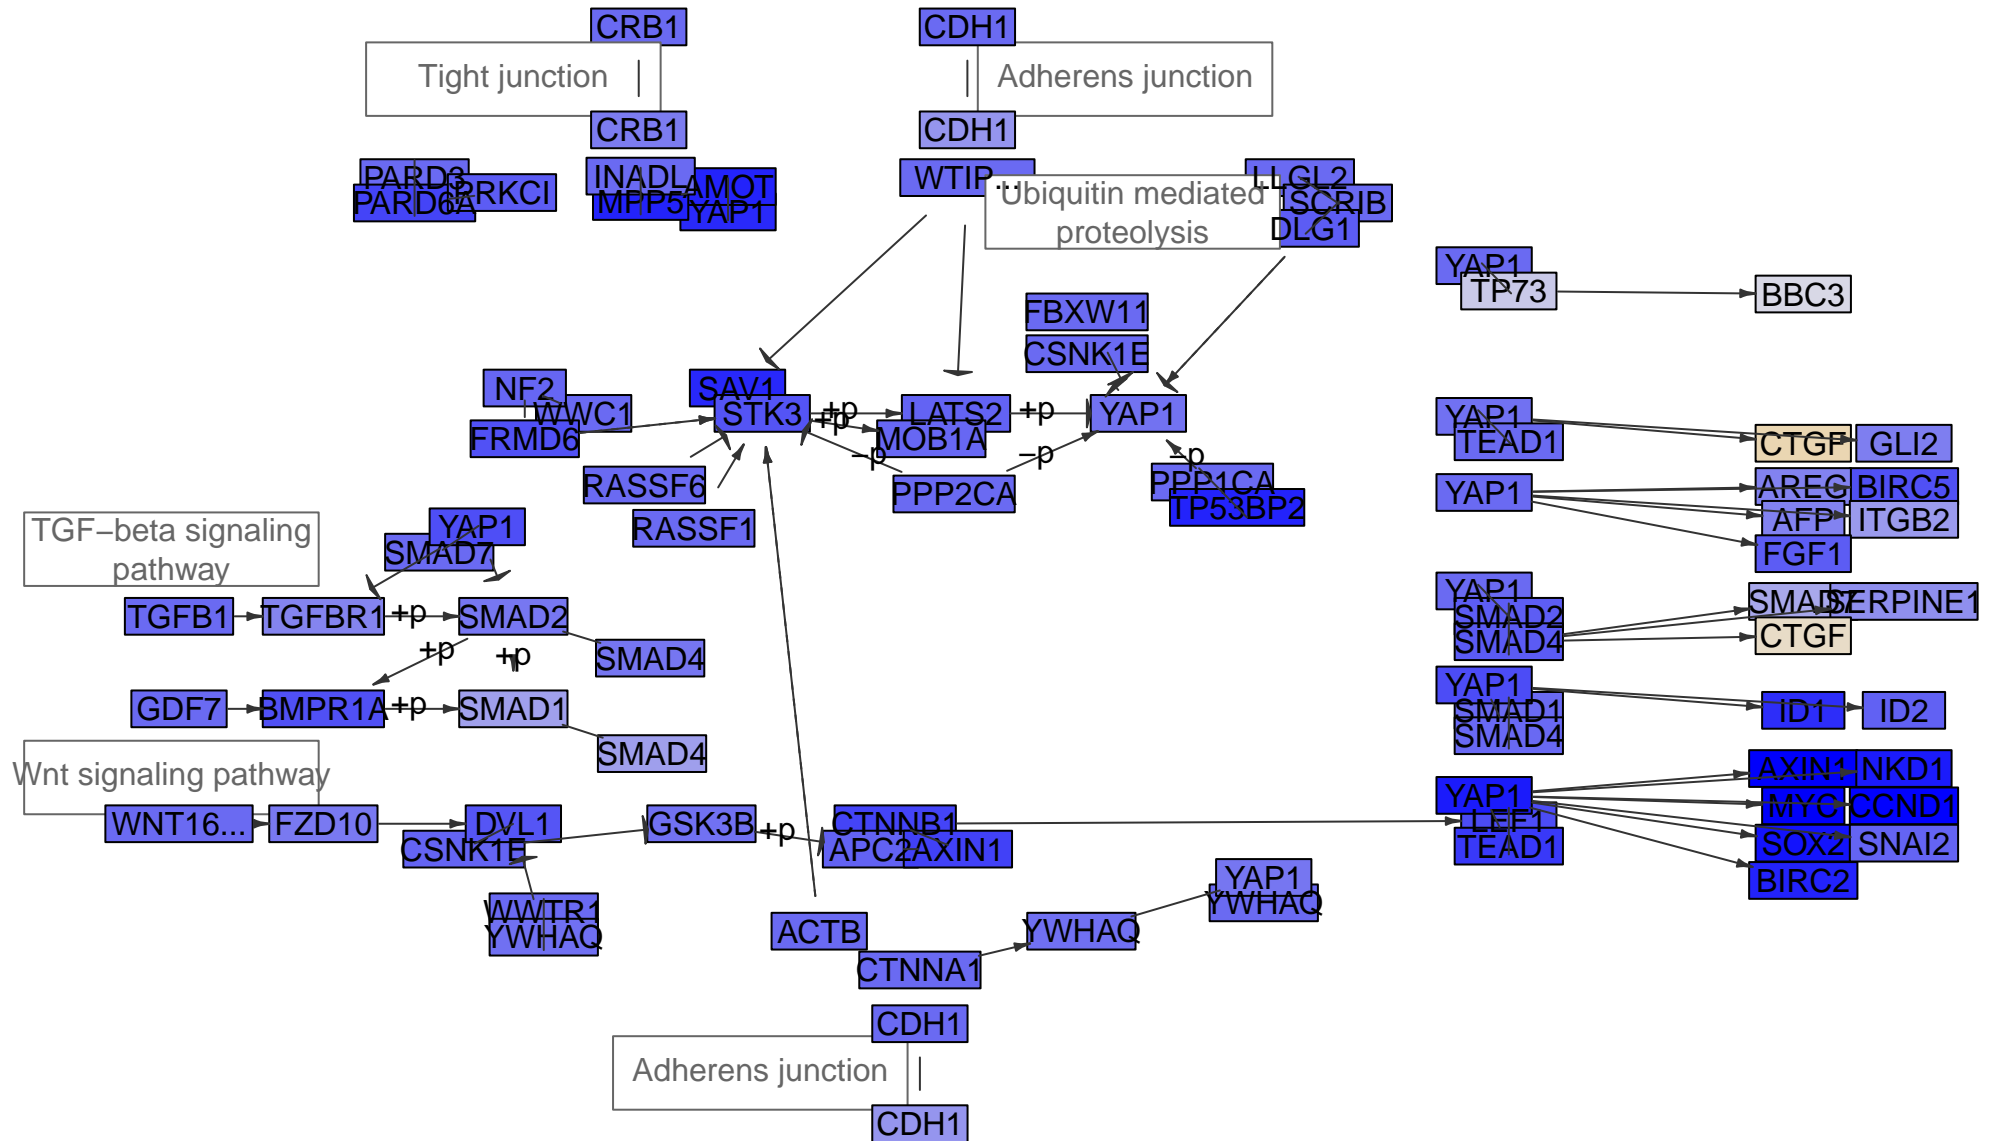 CRB1
CDH1
Tight junction
Adherens junction
CRB1
CDH1
PARD3
PRKCI
PARD6A
INADL
AMOT
MPP5
YAP1
WTIP...
LLGL2
Ubiquitin mediated
proteolysis
SCRIB
DLG1
YAP1
TP73
BBC3
FBXW11
CSNK1E
NF2
WWC1
FRMD6
SAV1
STK3
+p
+p
LATS2
MOB1A
+p
YAP1
YAP1
TEAD1
CTGF
GLI2
RASSF6
RASSF1
−p
PPP2CA
−p
−p
PPP1CA
TP53BP2
YAP1
AREG
BIRC5
AFP
ITGB2
FGF1
TGF−beta signaling
pathway
YAP1
SMAD7
TGFB1
TGFBR1
+p
SMAD2
SMAD4
+p
+p
YAP1
SMAD2
SMAD4
SMAD7
SERPINE1
CTGF
GDF7
BMPR1A
+p
SMAD1
SMAD4
YAP1
SMAD1
SMAD4
ID1
ID2
Wnt signaling pathway
WNT16...
FZD10
DVL1
CSNK1E
GSK3B
+p
CTNNB1
APC2
AXIN1
YAP1
LEF1
TEAD1
AXIN1
NKD1
MYC
CCND1
SOX2
SNAI2
BIRC2
WWTR1
YWHAQ
ACTB
CTNNA1
YWHAQ
YAP1
YWHAQ
CDH1
Adherens junction
CDH1